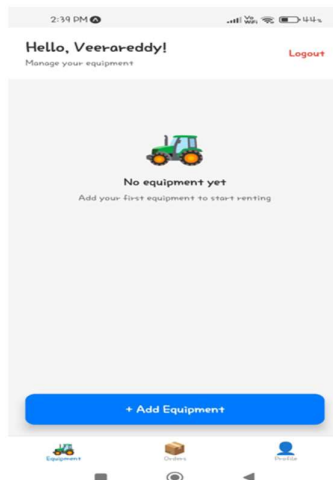 2:39 PM
44%
Hello, Veerareddy!
Logout
Manage your equipment
No equipment yet
Add your first equipment to start renting
+ Add Equipment
Equipment
Orders
Profile